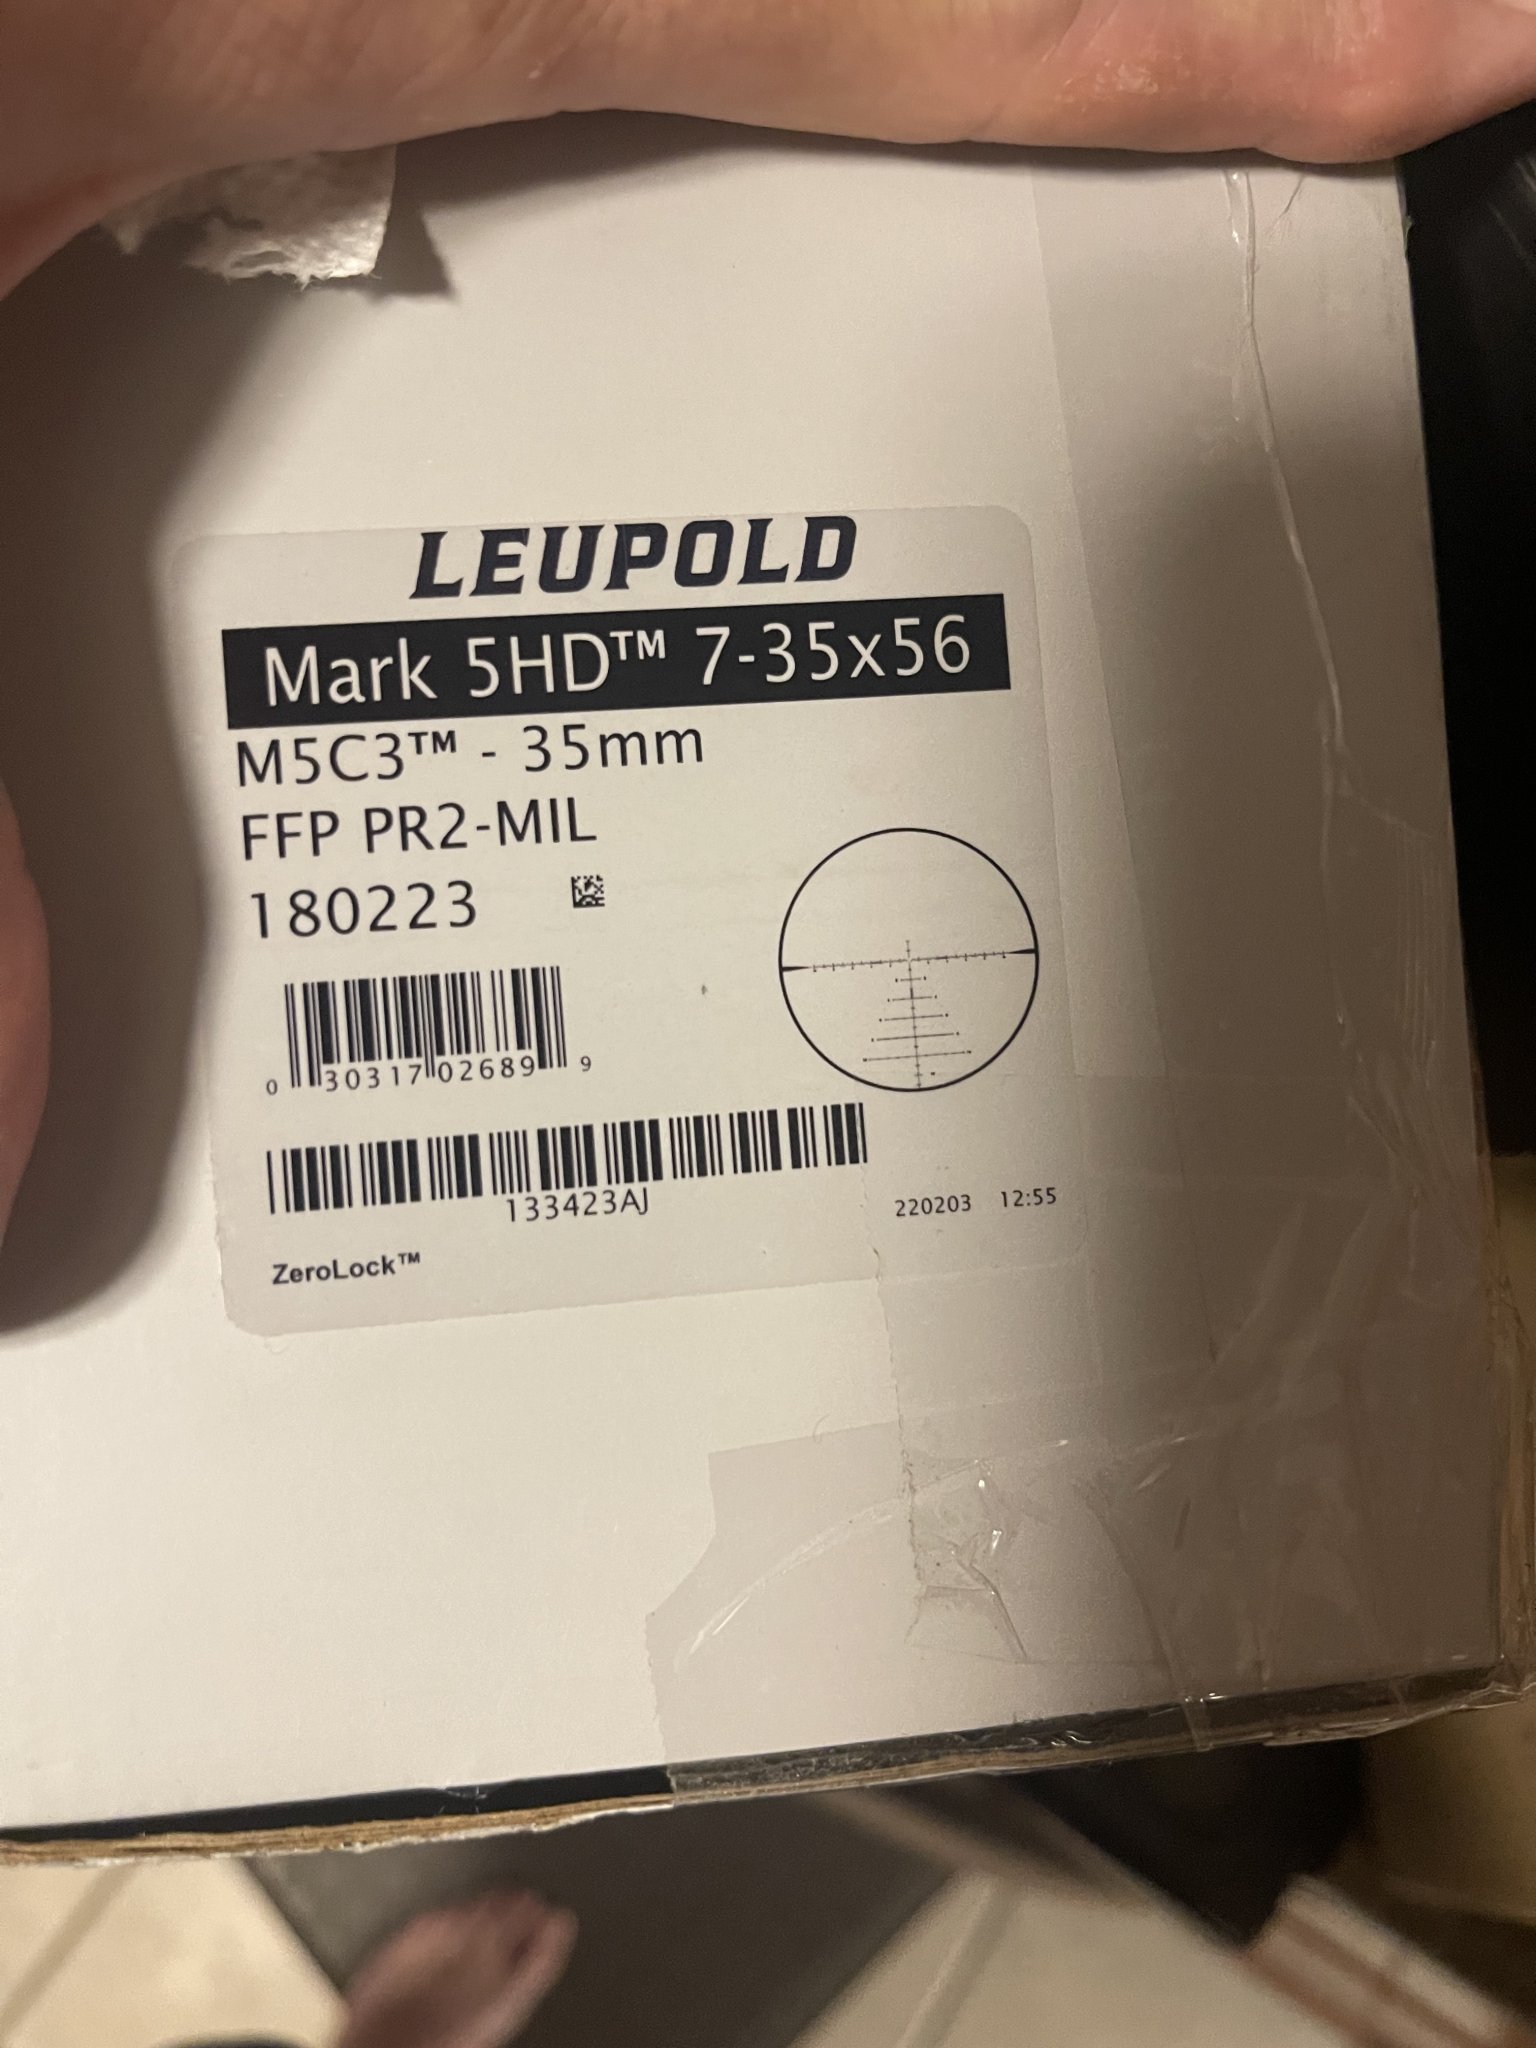 LEUPOLD
Mark 5HD™ 7-35x56
M5C3™ - 35mm
FFP PR2-MIL
180223
0 30317 02689 9
133423AJ
220203 12:55
ZeroLock™